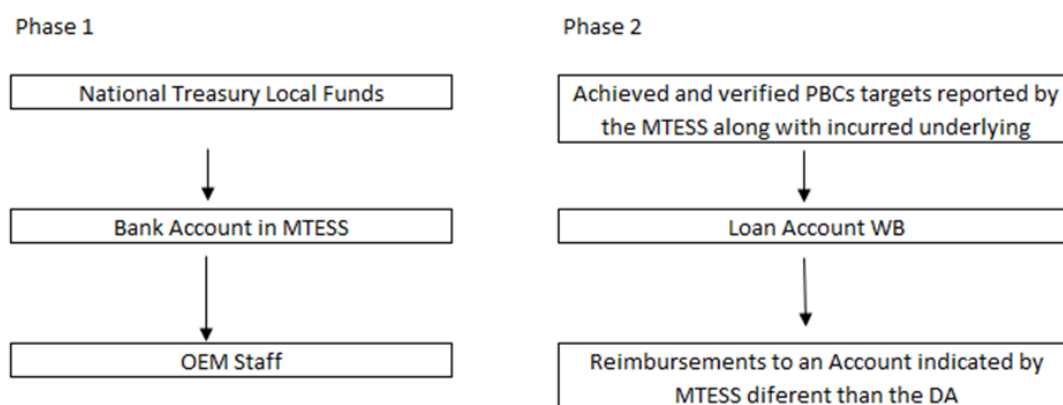 Phase 1
National Treasury Local Funds
Bank Account in MTESS
OEM Staff
Phase 2
Achieved and verified PBCs targets reported by
the MTESS along with incurred underlying
Loan Account WB
Reimbursements to an Account indicated by
MTESS diferent than the DA